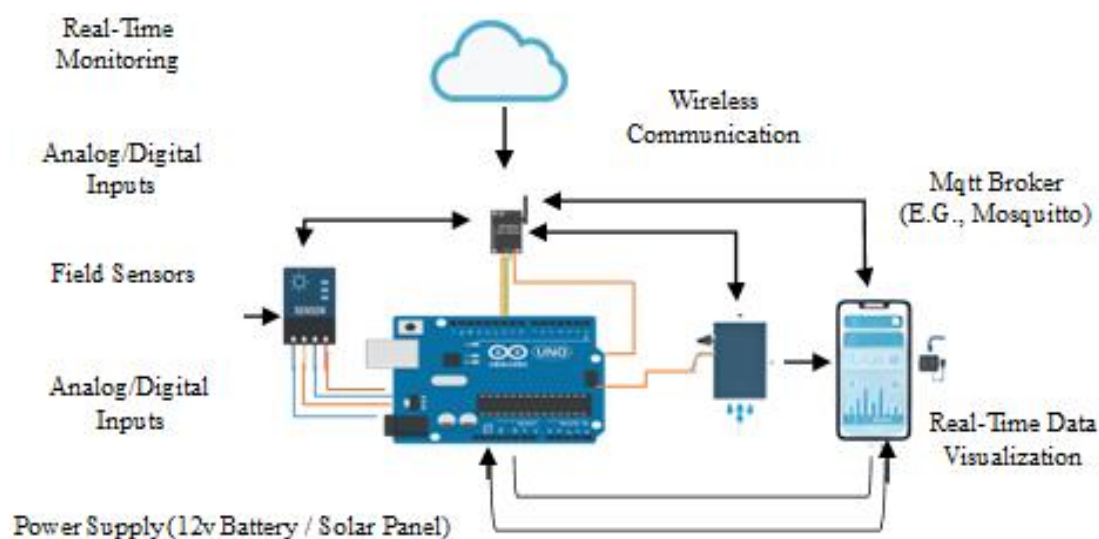 Real-Time
Monitoring
Wireless
Communication
Analog/Digital
Inputs
Mqtt Broker
(E.G., Mosquitto)
Field Sensors
SENSOR
UNO
Analog/Digital
Inputs
Real-Time Data
Visualization
Power Supply (12v Battery / Solar Panel)